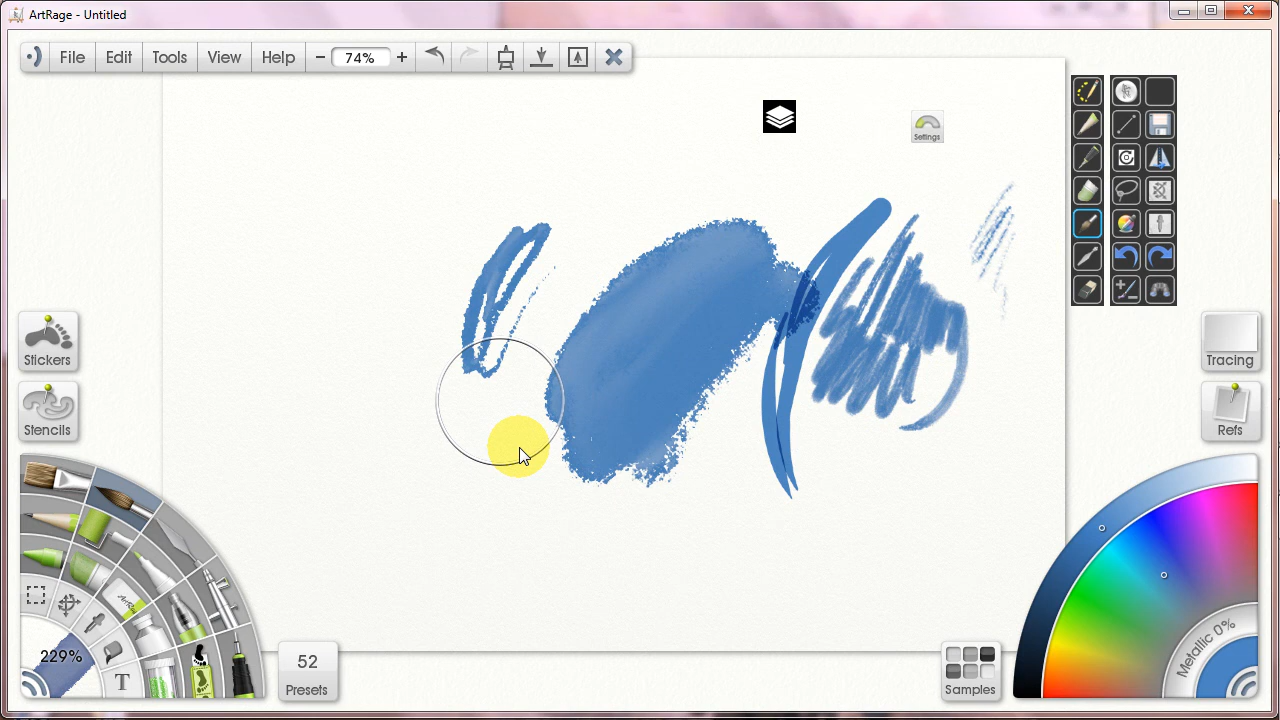 ArtRage - Untitled
File Edit Tools View Help − 74% +
Settings
Stickers
Stencils
Tracing
Refs
229%
T
52
Presets
Samples
Metallic 0%